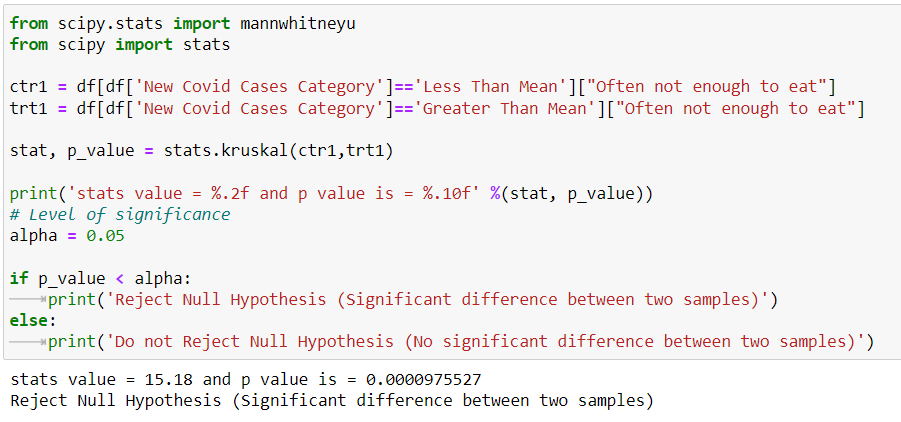 from scipy.stats import mannwhitneyu
from scipy import stats
ctr1 = df[df['New Covid Cases Category']=='Less Than Mean']["Often not enough to eat"]
trt1 = df[df['New Covid Cases Category']=='Greater Than Mean']["Often not enough to eat"]
stat, p_value = stats.kruskal(ctr1,trt1)
print('stats value = %.2f and p value is = %.10f' %(stat, p_value))
# Level of significance
alpha = 0.05
if p_value < alpha:
print('Reject Null Hypothesis (Significant difference between two samples)')
else:
print('Do not Reject Null Hypothesis (No significant difference between two samples)')
stats value = 15.18 and p value is = 0.0000975527
Reject Null Hypothesis (Significant difference between two samples)